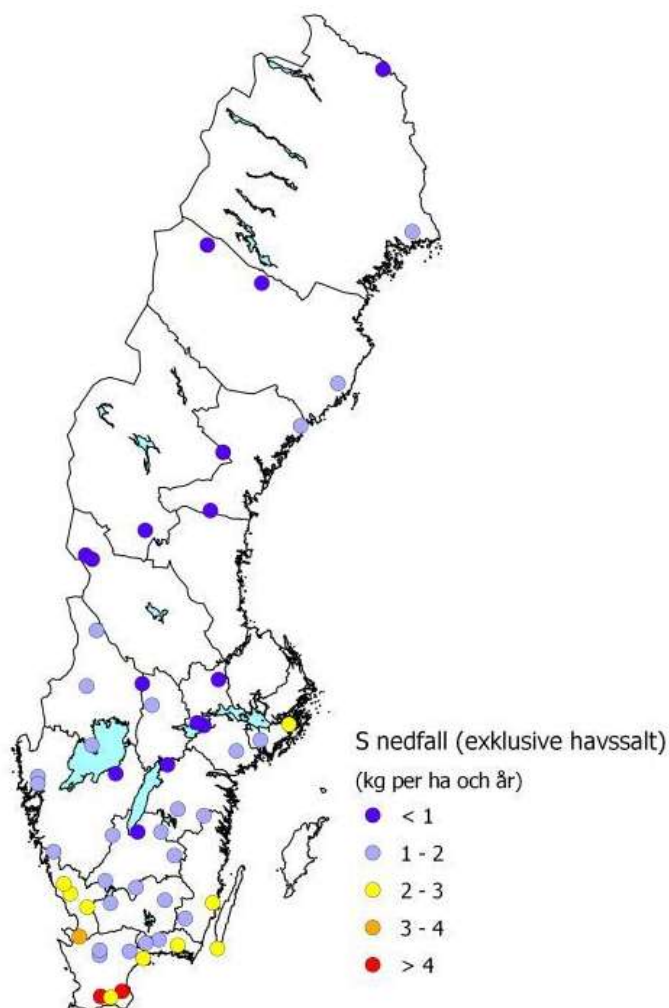 S nedfall (exklusive havssalt)
(kg per ha och år)
< 1
1 - 2
2 - 3
3 - 4
> 4